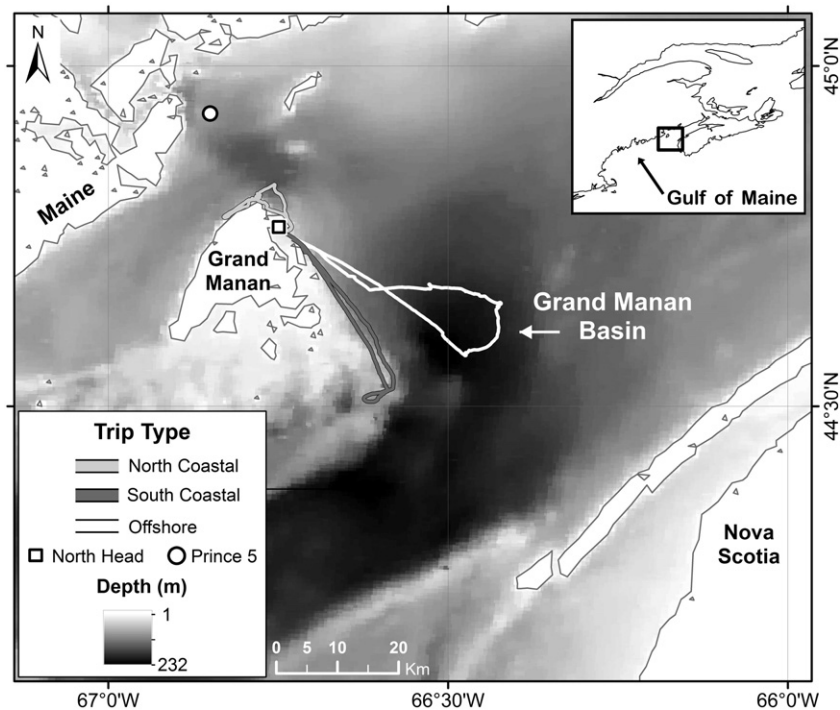 N
45°0'N
Maine
Gulf of Maine
Grand
Manan
Grand Manan
Basin
44°30'N
Trip Type
North Coastal
South Coastal
Offshore
North Head
Prince 5
Depth (m)
1
232
Nova
Scotia
0 10 20
Km
67°0'W
66°30'W
66°0'W